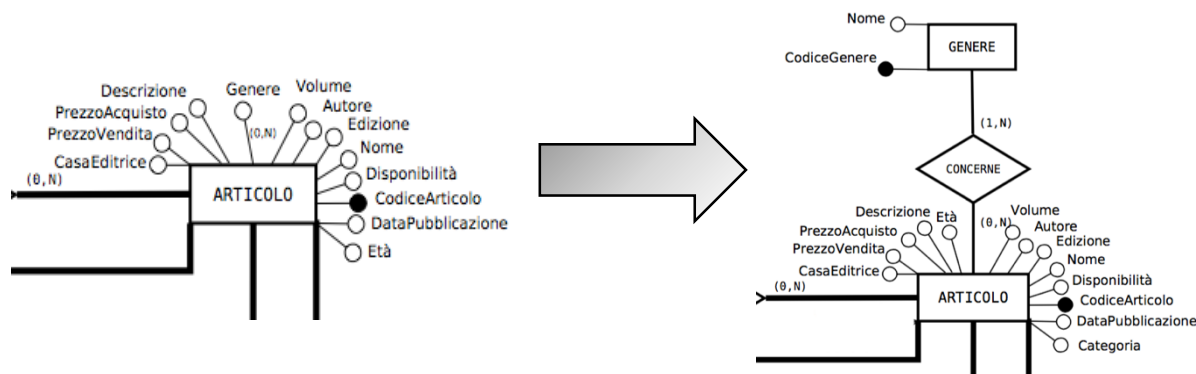 Descrizione
Genere
Volume
PrezzoAcquisto
Autore
PrezzoVendita
(0,N)
Edizione
CasaEditrice
Nome
(0,N)
Disponibilità
ARTICOLO
CodiceArticolo
DataPubblicazione
Età
Nome
GENERE
CodiceGenere
(1,N)
CONCERNE
Descrizione
Età
(0,N)
Volume
PrezzoAcquisto
Autore
PrezzoVendita
Edizione
CasaEditrice
Nome
(0,N)
Disponibilità
ARTICOLO
CodiceArticolo
DataPubblicazione
Categoria